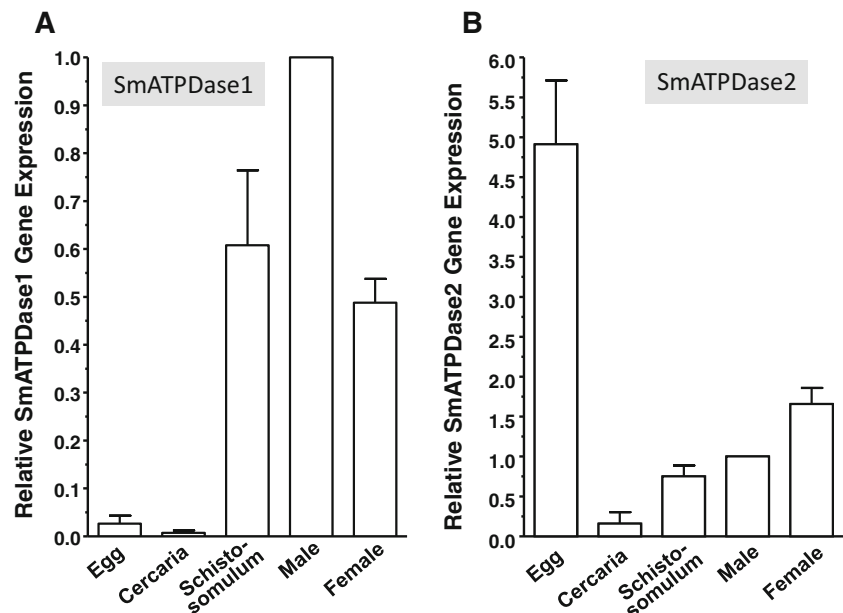 A
SmATPDase1
Relative SmATPDase1 Gene Expression
1.0
0.9
0.8
0.7
0.6
0.5
0.4
0.3
0.2
0.1
0.0
Egg
Cercaria
Schisto-
somulum
Male
Female
B
SmATPDase2
Relative SmATPDase2 Gene Expression
6.0
5.5
5.0
4.5
4.0
3.5
3.0
2.5
2.0
1.5
1.0
0.5
0.0
Egg
Cercaria
Schisto-
somulum
Male
Female